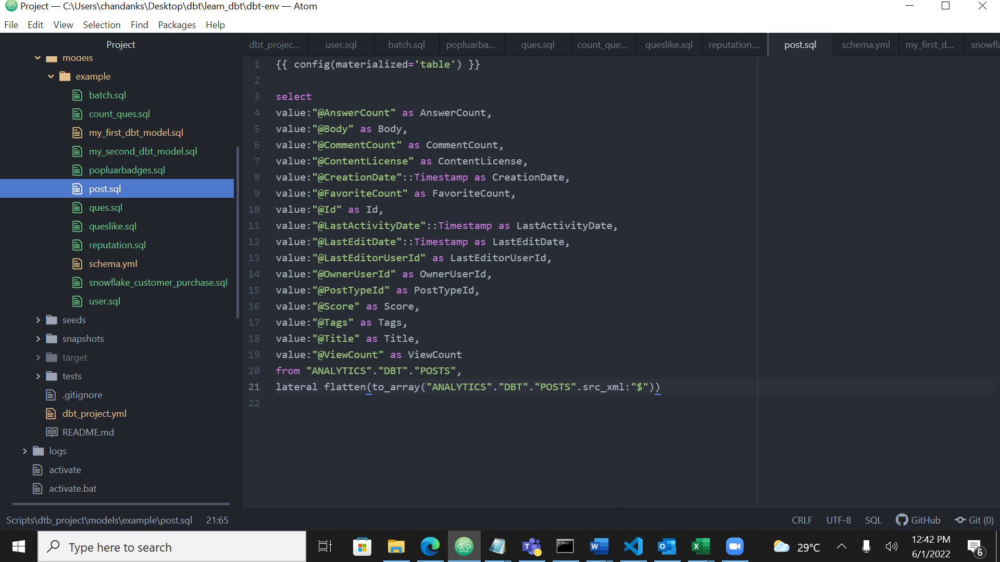 Project — C:\Users\chandanks\Desktop\dbt\learn_dbt\dbt-env — Atom
File Edit View Selection Find Packages Help
Project
dbt_projec... user.sql batch.sql popluarba... ques.sql count_que... queslike.sql reputation.... post.sql schema.yml my_first_d... snowfla
models
example
batch.sql
count_ques.sql
my_first_dbt_model.sql
my_second_dbt_model.sql
popluarbadges.sql
post.sql
ques.sql
queslike.sql
reputation.sql
schema.yml
snowflake_customer_purchase.sql
user.sql
seeds
snapshots
target
tests
.gitignore
dbt_project.yml
README.md
logs
activate
activate.bat
1 {{ config(materialized='table') }}
2
3 select
4 value:"@AnswerCount" as AnswerCount,
5 value:"@Body" as Body,
6 value:"@CommentCount" as CommentCount,
7 value:"@ContentLicense" as ContentLicense,
8 value:"@CreationDate"::Timestamp as CreationDate,
9 value:"@FavoriteCount" as FavoriteCount,
10 value:"@Id" as Id,
11 value:"@LastActivityDate"::Timestamp as LastActivityDate,
12 value:"@LastEditDate"::Timestamp as LastEditDate,
13 value:"@LastEditorUserId" as LastEditorUserId,
14 value:"@OwnerUserId" as OwnerUserId,
15 value:"@PostTypeId" as PostTypeId,
16 value:"@Score" as Score,
17 value:"@Tags" as Tags,
18 value:"@Title" as Title,
19 value:"@ViewCount" as ViewCount
20 from "ANALYTICS"."DBT"."POSTS",
21 lateral flatten(to_array("ANALYTICS"."DBT"."POSTS".src_xml:"$"))
22
Scripts\dtb_project\models\example\post.sql 21:65
CRLF UTF-8 SQL GitHub Git (0)
Type here to search
29°C
12:42 PM
6/1/2022
6